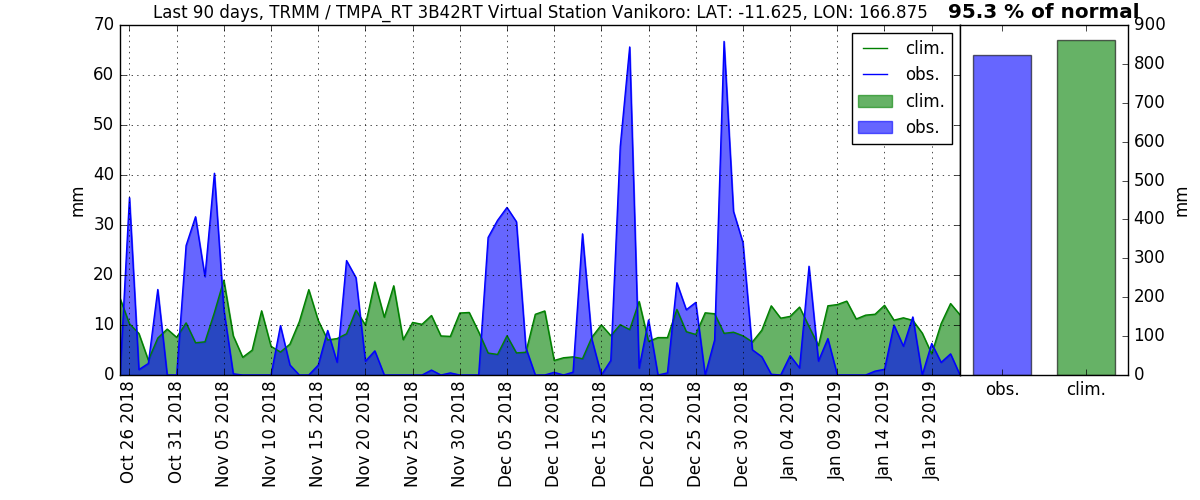 Last 90 days, TRMM / TMPA_RT 3B42RT Virtual Station Vanikoro: LAT: -11.625, LON: 166.875
95.3 % of normal
70
60
50
40
30
20
10
0
mm
clim.
obs.
clim.
obs.
900
800
700
600
500
400
300
200
100
0
mm
obs.
clim.
Oct 26 2018
Oct 31 2018
Nov 05 2018
Nov 10 2018
Nov 15 2018
Nov 20 2018
Nov 25 2018
Nov 30 2018
Dec 05 2018
Dec 10 2018
Dec 15 2018
Dec 20 2018
Dec 25 2018
Dec 30 2018
Jan 04 2019
Jan 09 2019
Jan 14 2019
Jan 19 2019